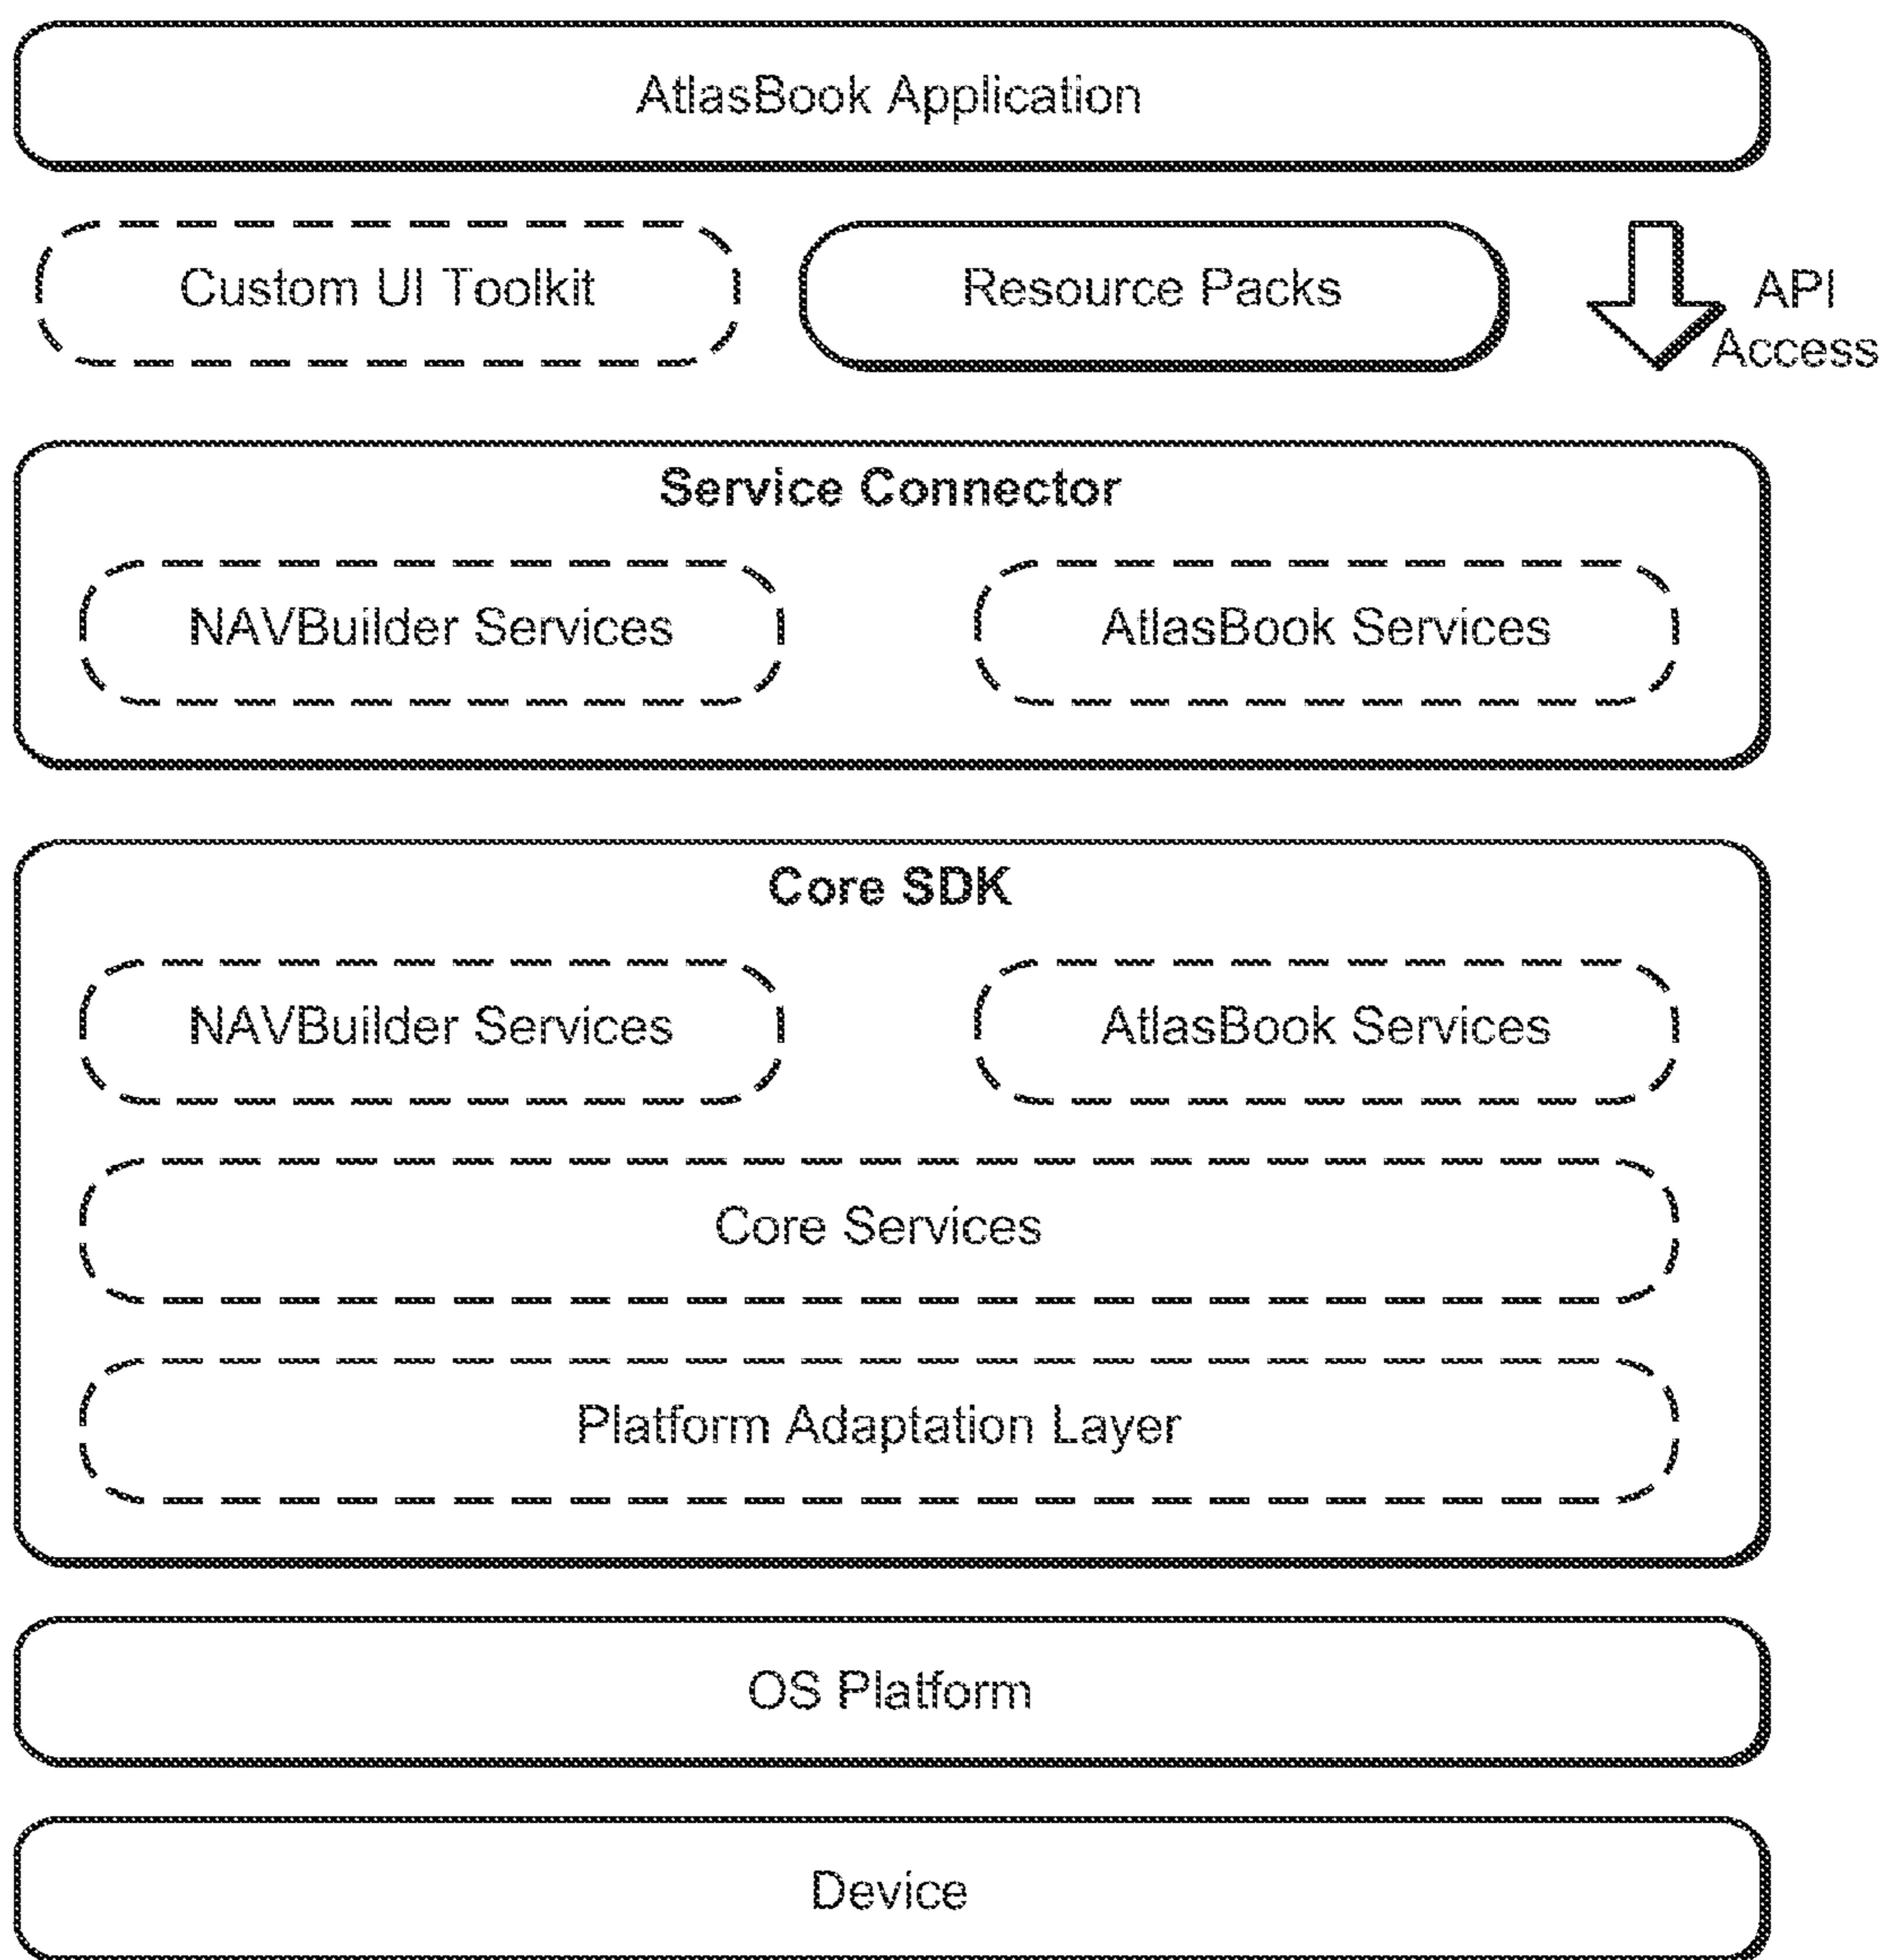 AtlasBook Application
Custom UI Toolkit
Resource Packs
API
Access
Service Connector
NAVBuilder Services
AtlasBook Services
Core SDK
NAVBuilder Services
AtlasBook Services
Core Services
Platform Adaptation Layer
OS Platform
Device